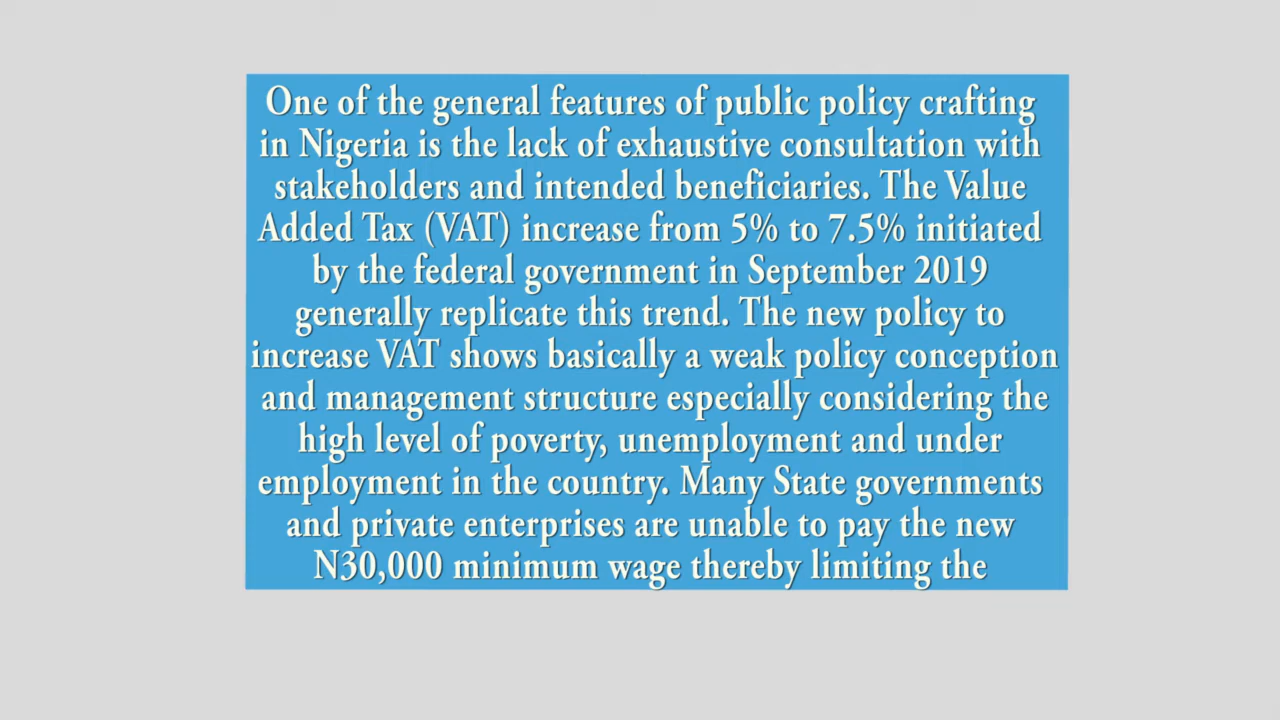 One of the general features of public policy crafting
in Nigeria is the lack of exhaustive consultation with
stakeholders and intended beneficiaries. The Value
Added Tax (VAT) increase from 5% to 7.5% initiated
by the federal government in September 2019
generally replicate this trend. The new policy to
increase VAT shows basically a weak policy conception
and management structure especially considering the
high level of poverty, unemployment and under
employment in the country. Many State governments
and private enterprises are unable to pay the new
N30,000 minimum wage thereby limiting the